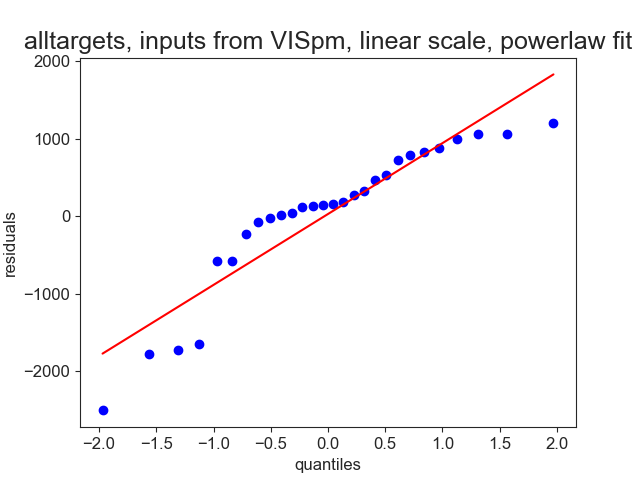 alltargets, inputs from VISpm, linear scale, powerlaw fit
2000
1000
0
−1000
−2000
residuals
−2.0 −1.5 −1.0 −0.5 0.0 0.5 1.0 1.5 2.0
quantiles